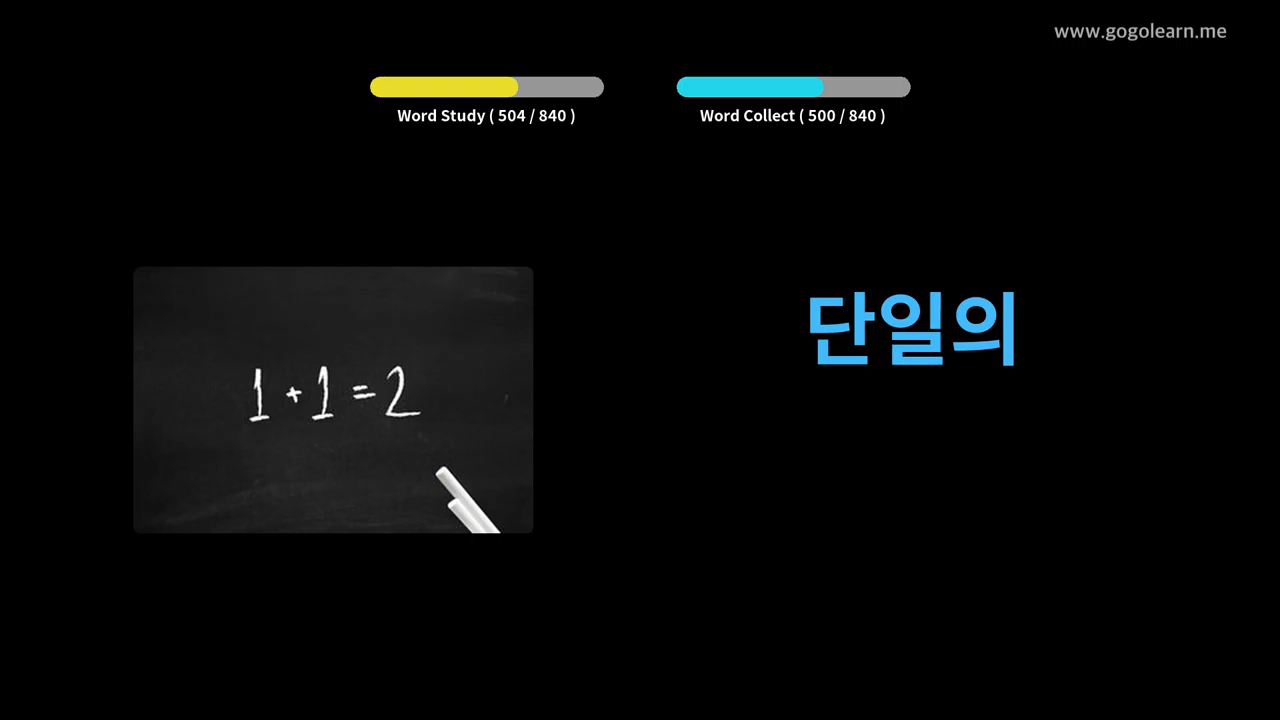 www.gogolearn.me
Word Study ( 504 / 840 )
Word Collect ( 500 / 840 )
단일의
1 + 1 = 2